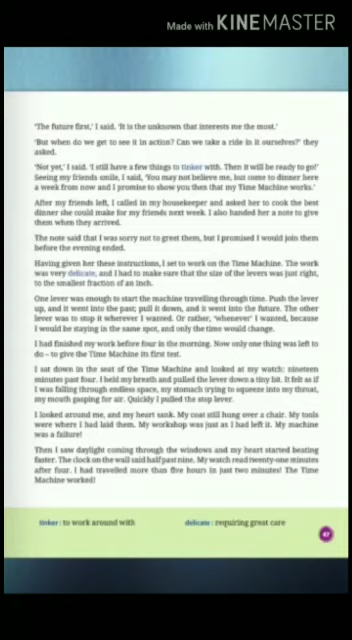 Made with KINEMASTER
'The future first,' I said. 'It is the unknown that interests me the most.'
'But when do we get to see it in action? Can we take a ride in it ourselves?' they
asked.
'Not yet,' I said. 'I still have a few things to tinker with. Then it will be ready to go!'
Seeing my friends smile, I said, 'You may not believe me, but come to dinner here
a week from now and I promise to show you then that my Time Machine works.'
After my friends left, I called in my housekeeper and asked her to cook the best
dinner she could make for my friends next week. I also handed her a note to give
them when they arrived.
The note said that I was sorry not to greet them, but I promised I would join them
before the evening ended.
Having given her these instructions, I set to work on the Time Machine. The work
was very delicate, and I had to make sure that the size of the levers was just right,
to the smallest fraction of an inch.
One lever was enough to start the machine travelling through time. Push the lever
up, and it went into the past; pull it down, and it went into the future. The other
lever was to stop it wherever I wanted. Or rather, 'whenever' I wanted, because
I would be staying in the same spot, and only the time would change.
I had finished my work before four in the morning. Now only one thing was left to
do – to give the Time Machine its first test.
I sat down in the seat of the Time Machine and looked at my watch: nineteen
minutes past four. I held my breath and pulled the lever down a tiny bit. It felt as if
I was falling through endless space, my stomach trying to squeeze into my throat,
my mouth gasping for air. Quickly I pulled the stop lever.
I looked around me, and my heart sank. My coat still hung over a chair. My tools
were where I had laid them. My workshop was just as I had left it. My machine
was a failure!
Then I saw daylight coming through the windows and my heart started beating
faster. The clock on the wall said half past nine. My watch read twenty-one minutes
after four. I had travelled more than five hours in just two minutes! The Time
Machine worked!
tinker: to work around with
delicate: requiring great care
67